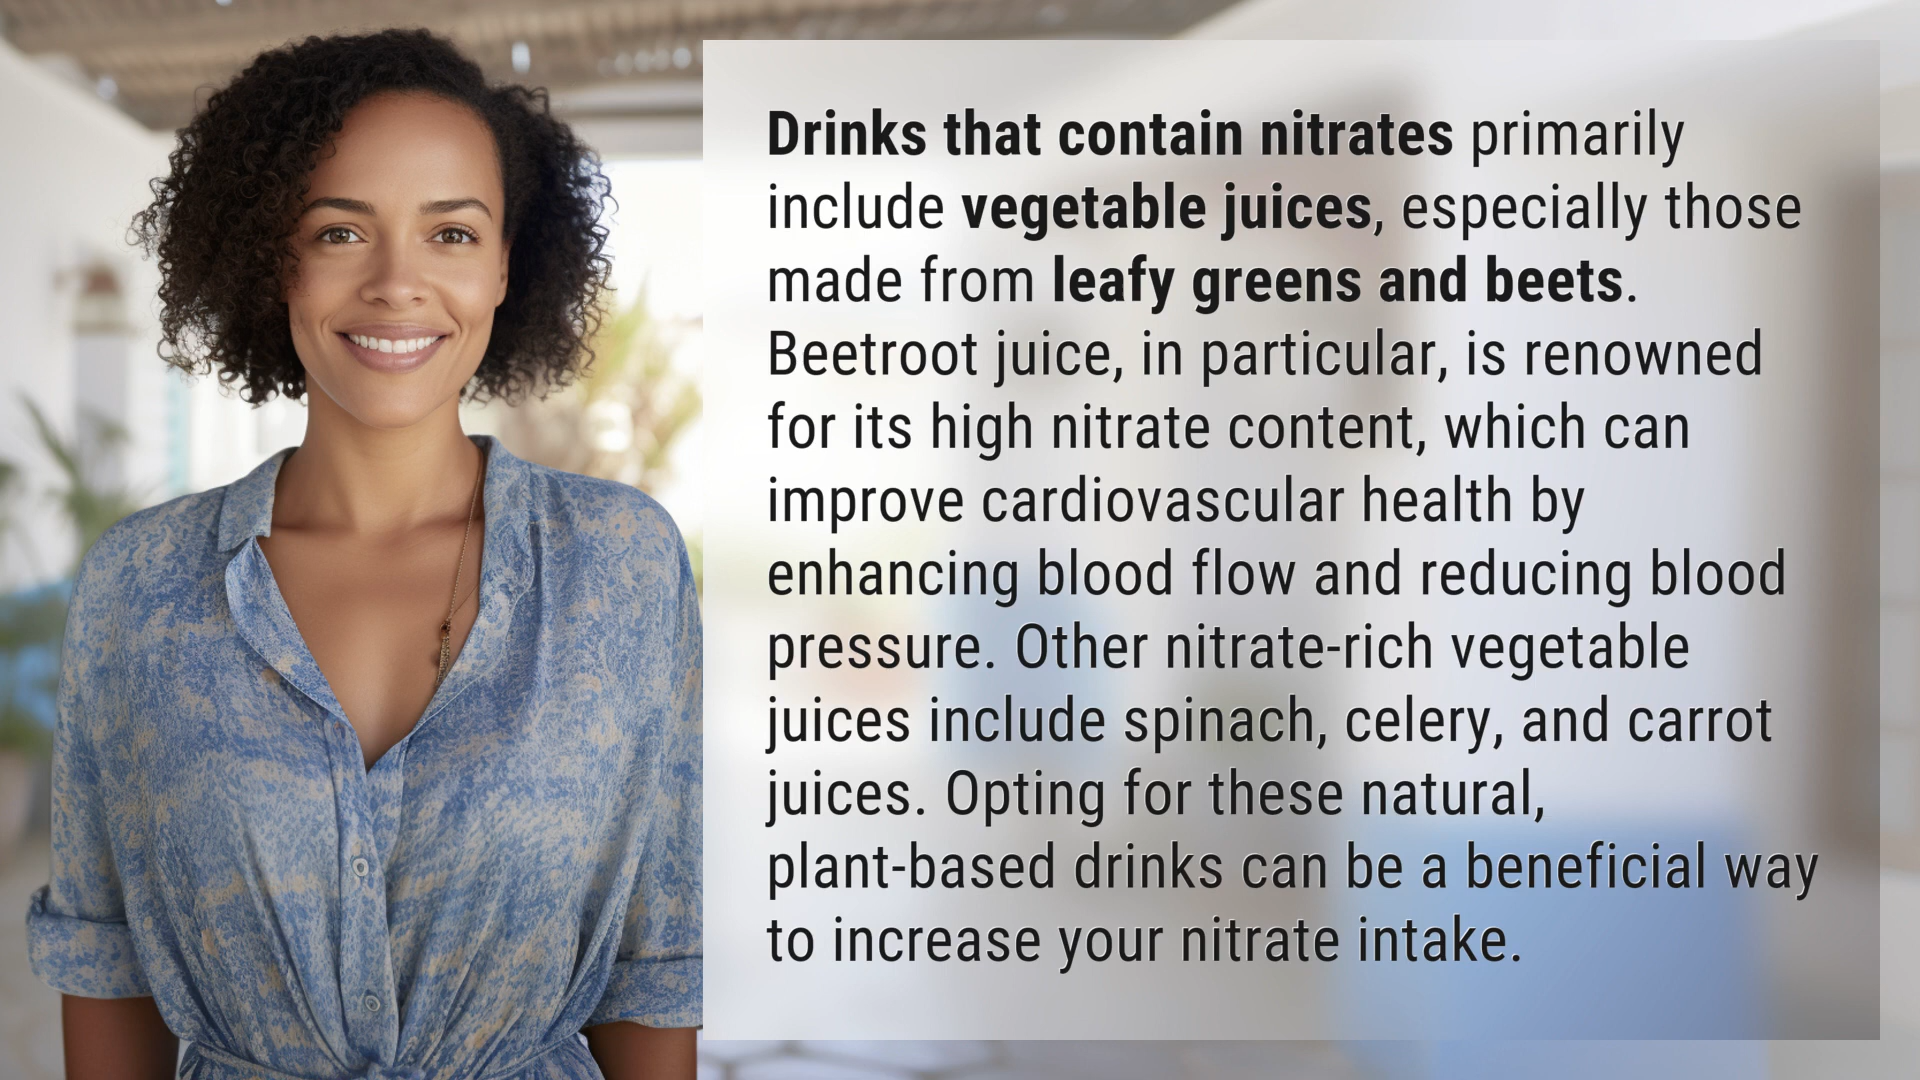 Drinks that contain nitrates primarily
include vegetable juices, especially those
made from leafy greens and beets.
Beetroot juice, in particular, is renowned
for its high nitrate content, which can
improve cardiovascular health by
enhancing blood flow and reducing blood
pressure. Other nitrate-rich vegetable
juices include spinach, celery, and carrot
juices. Opting for these natural,
plant-based drinks can be a beneficial way
to increase your nitrate intake.